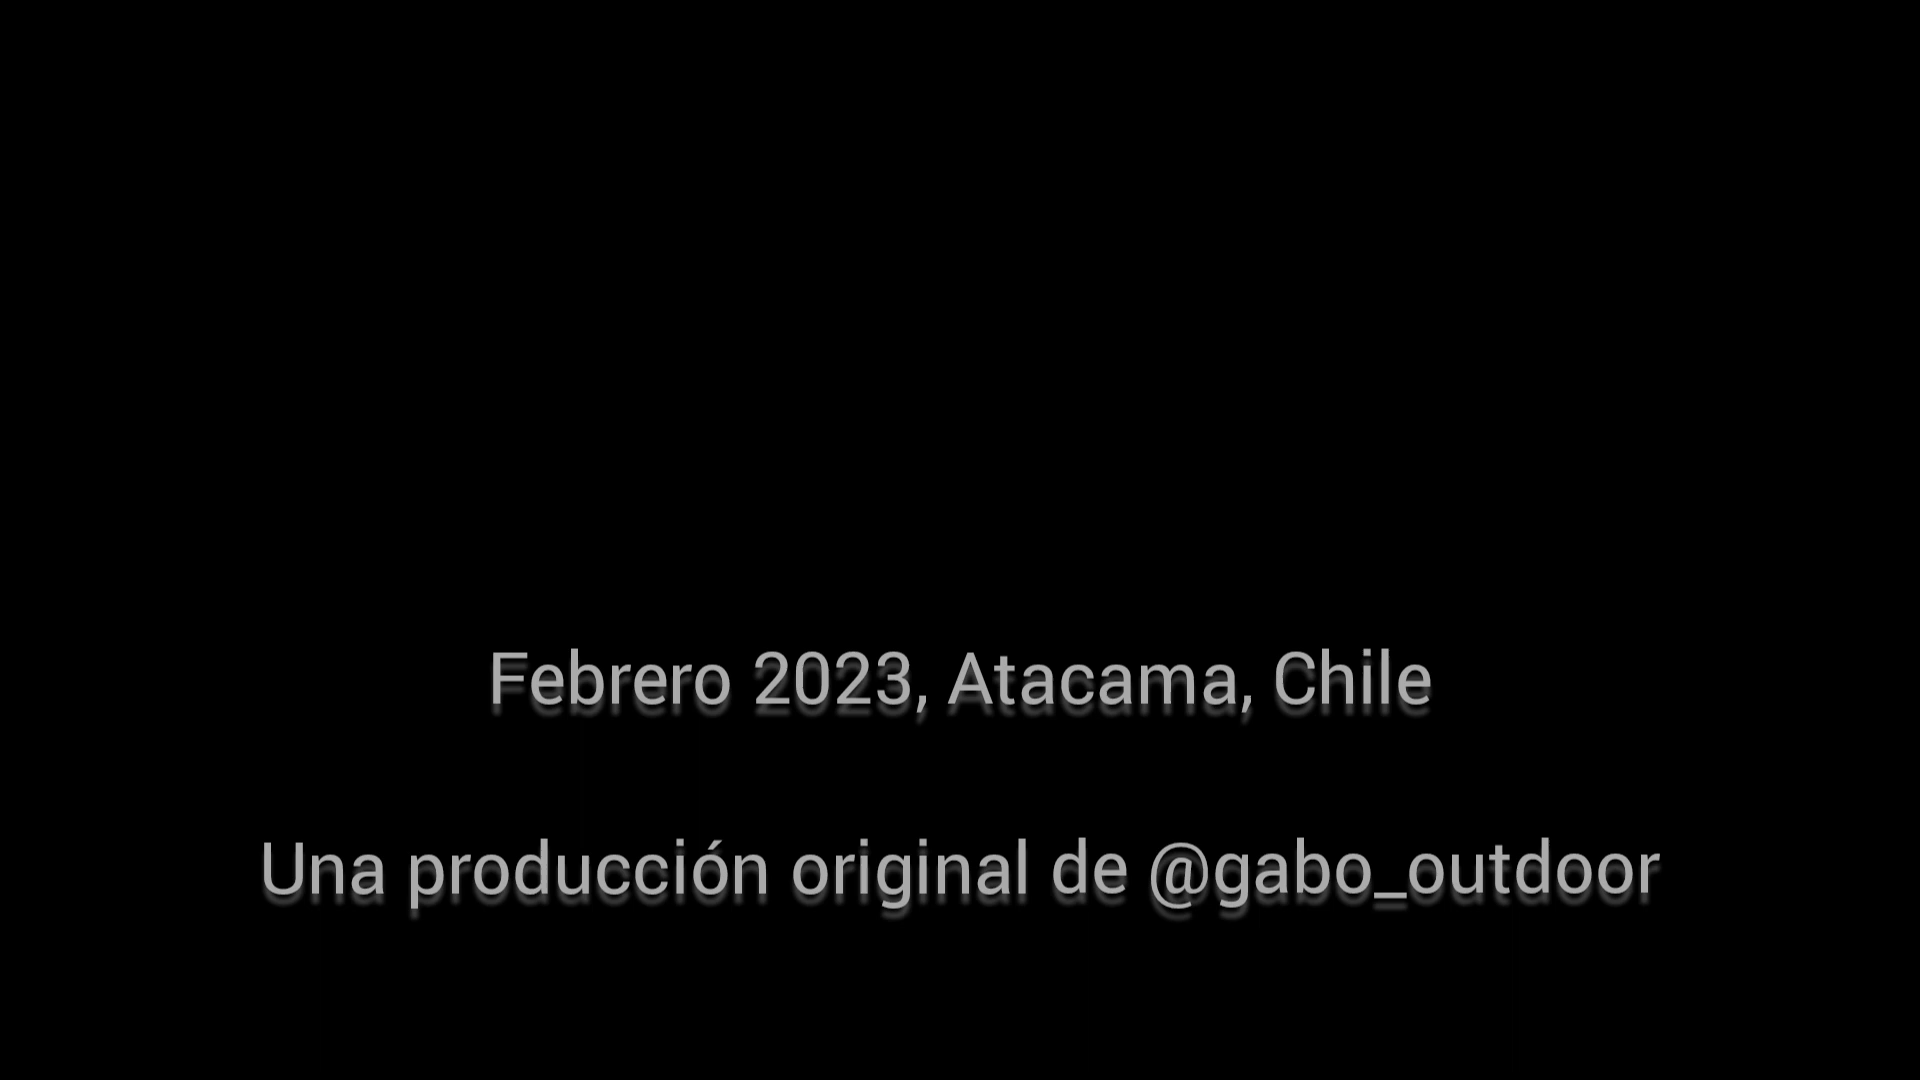 Febrero 2023, Atacama, Chile
Una producción original de @gabo_outdoor